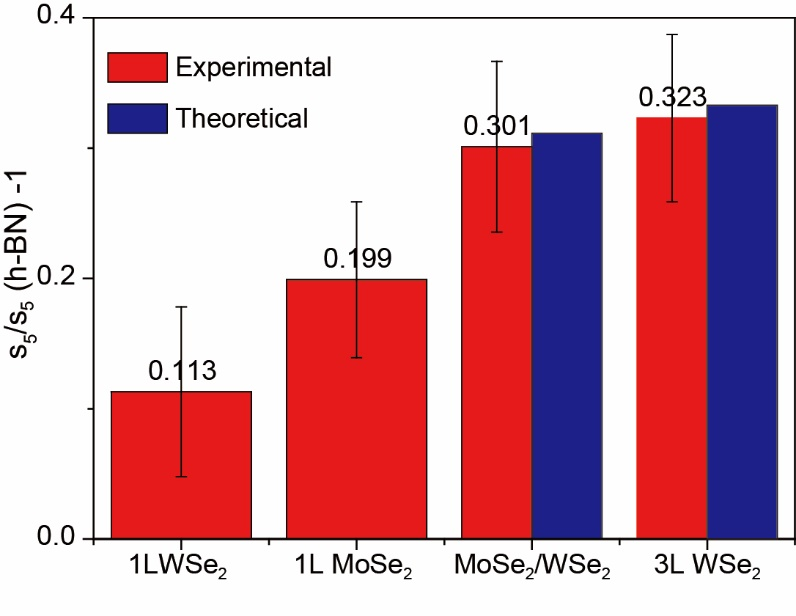 0.4
Experimental
Theoretical
0.323
0.301
0.2
0.199
0.113
0.0
s₅/s₅ (h-BN) -1
1LWSe₂
1L MoSe₂
MoSe₂/WSe₂
3L WSe₂